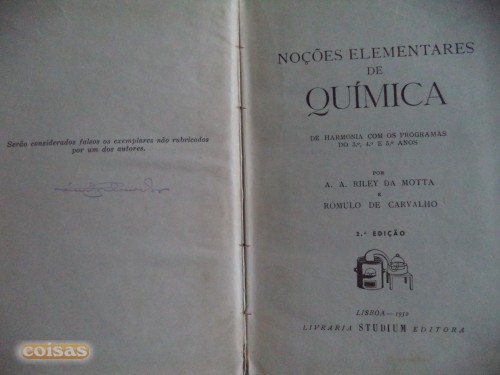 Serão considerados falsos os exemplares não rubricados
por um dos autores.
NOÇÕES ELEMENTARES
DE
QUÍMICA
DE HARMONIA COM OS PROGRAMAS
DO 3.º, 4.º E 5.º ANOS
POR
A. A. RILEY DA MOTTA
E
RÓMULO DE CARVALHO
2.ª EDIÇÃO
LISBOA — 1952
LIVRARIA STUDIUM EDITORA
coisas